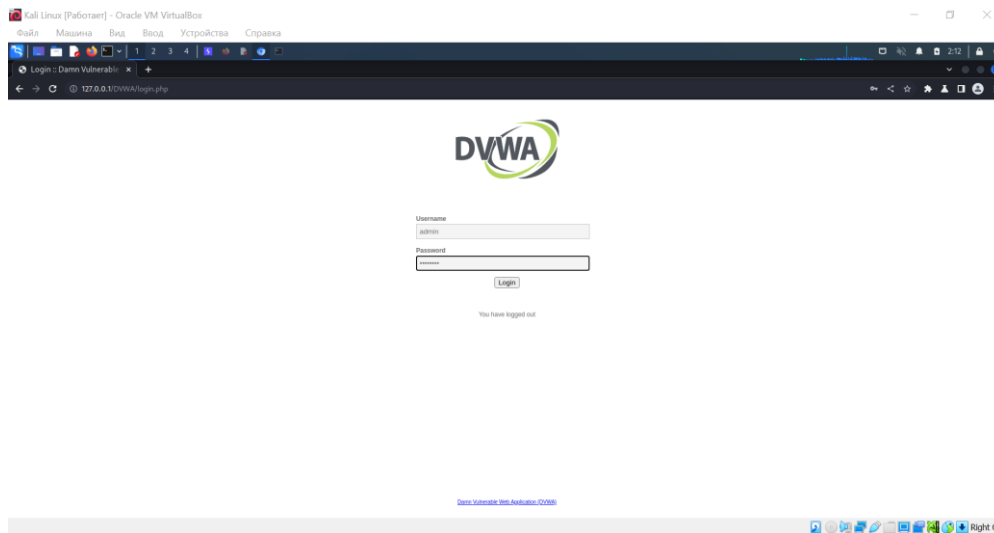 Kali Linux [Работает] - Oracle VM VirtualBox
Файл Машина Вид Ввод Устройства Справка
1 2 3 4
2:12
Login :: Damn Vulnerable
127.0.0.1/DVWA/login.php
DVWA
Username
admin
Password
••••••••
Login
You have logged out
Damn Vulnerable Web Application (DVWA)
Right